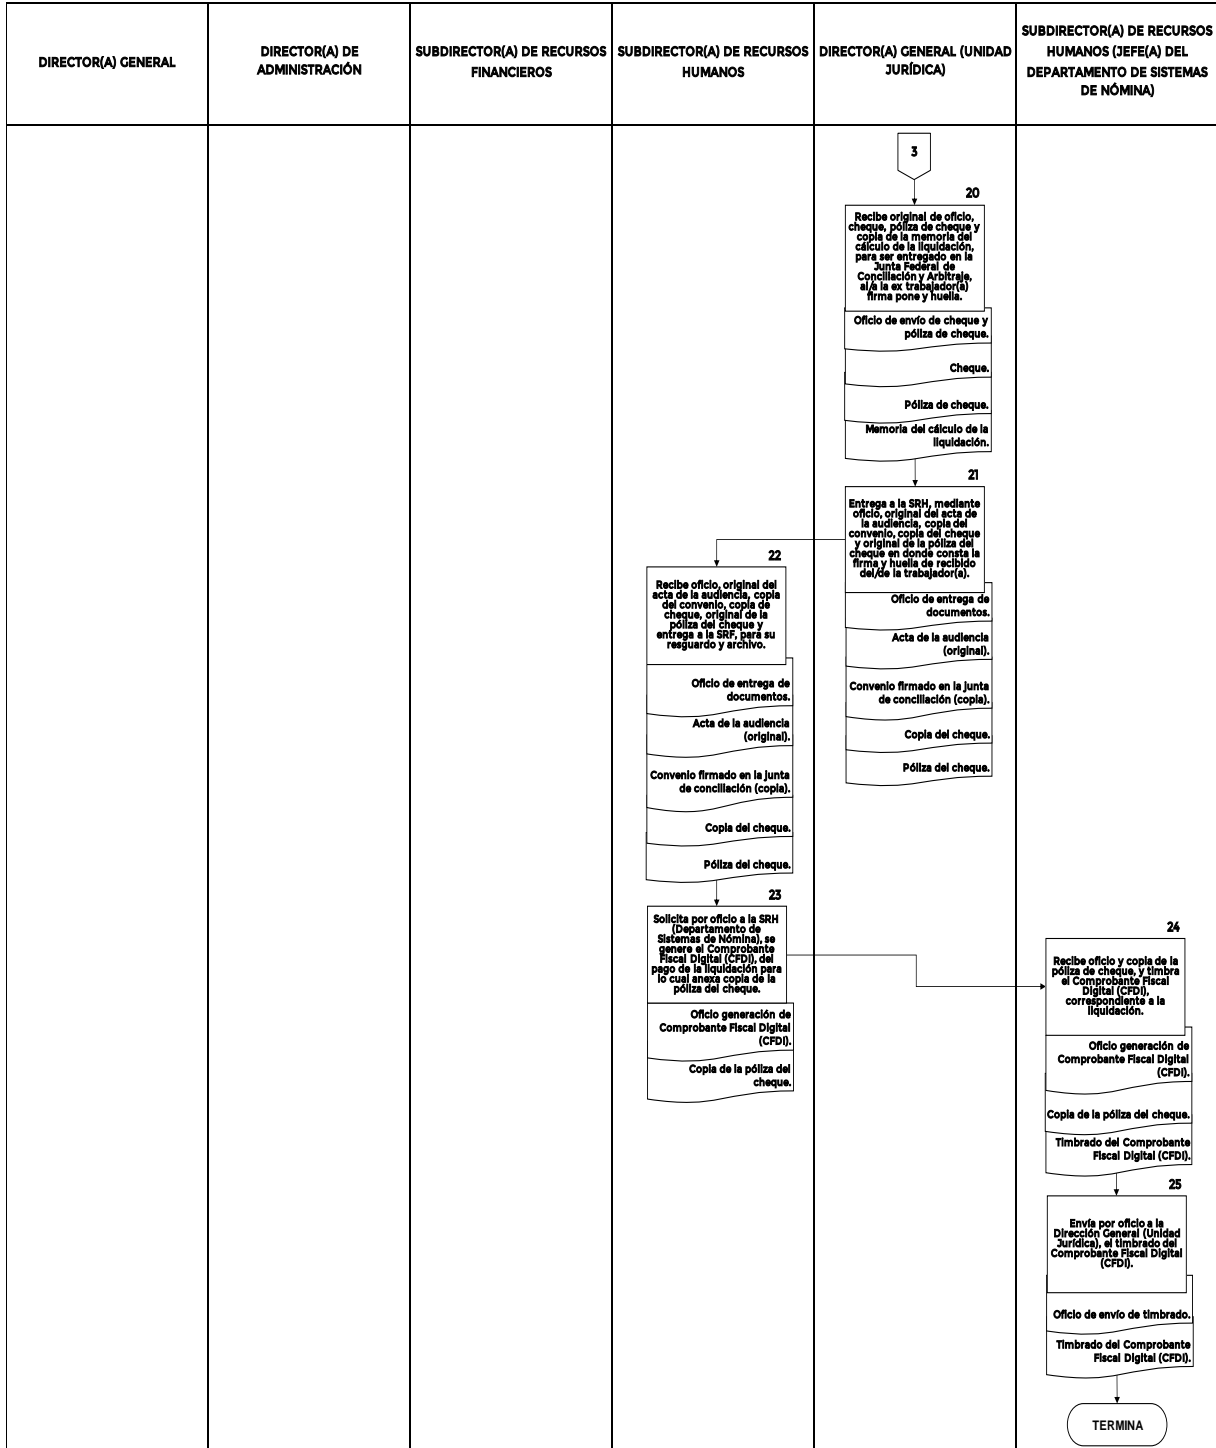 DIRECTOR(A) GENERAL
DIRECTOR(A) DE
ADMINISTRACIÓN
SUBDIRECTOR(A) DE RECURSOS
FINANCIEROS
SUBDIRECTOR(A) DE RECURSOS
HUMANOS
DIRECTOR(A) GENERAL (UNIDAD
JURÍDICA)
SUBDIRECTOR(A) DE RECURSOS
HUMANOS (JEFE(A) DEL
DEPARTAMENTO DE SISTEMAS
DE NÓMINA)
3
20
Recibe original de oficio,
cheque, póliza de cheque y
copia de la memoria del
cálculo de la liquidación,
para ser entregado en la
Junta Federal de
Conciliación y Arbitraje,
al/a la ex trabajador(a)
firma pone y huella.
Oficio de envío de cheque y
póliza de cheque.
Cheque.
Póliza de cheque.
Memoria del cálculo de la
liquidación.
21
Entrega a la SRH, mediante
oficio, original del acta de
la audiencia, copia del
convenio, copia del cheque
y original de la póliza del
cheque en donde consta la
firma y huella de recibido
del/de la trabajador(a).
Oficio de entrega de
documentos.
Acta de la audiencia
(original).
Convenio firmado en la junta
de conciliación (copia).
Copia del cheque.
Póliza del cheque.
22
Recibe oficio, original del
acta de la audiencia, copia
del convenio, copia de
cheque, original de la
póliza del cheque y
entrega a la SRF, para su
resguardo y archivo.
Oficio de entrega de
documentos.
Acta de la audiencia
(original).
Convenio firmado en la junta
de conciliación (copia).
Copia del cheque.
Póliza del cheque.
23
Solicita por oficio a la SRH
(Departamento de
Sistemas de Nómina), se
genere el Comprobante
Fiscal Digital (CFDI), del
pago de la liquidación para
lo cual anexa copia de la
póliza del cheque.
Oficio generación de
Comprobante Fiscal Digital
(CFDI).
Copia de la póliza del
cheque.
24
Recibe oficio y copia de la
póliza de cheque, y timbra
el Comprobante Fiscal
Digital (CFDI),
correspondiente a la
liquidación.
Oficio generación de
Comprobante Fiscal Digital
(CFDI).
Copia de la póliza del cheque.
Timbrado del Comprobante
Fiscal Digital (CFDI).
25
Envía por oficio a la
Dirección General (Unidad
Jurídica), el timbrado del
Comprobante Fiscal Digital
(CFDI).
Oficio de envío de timbrado.
Timbrado del Comprobante
Fiscal Digital (CFDI).
TERMINA